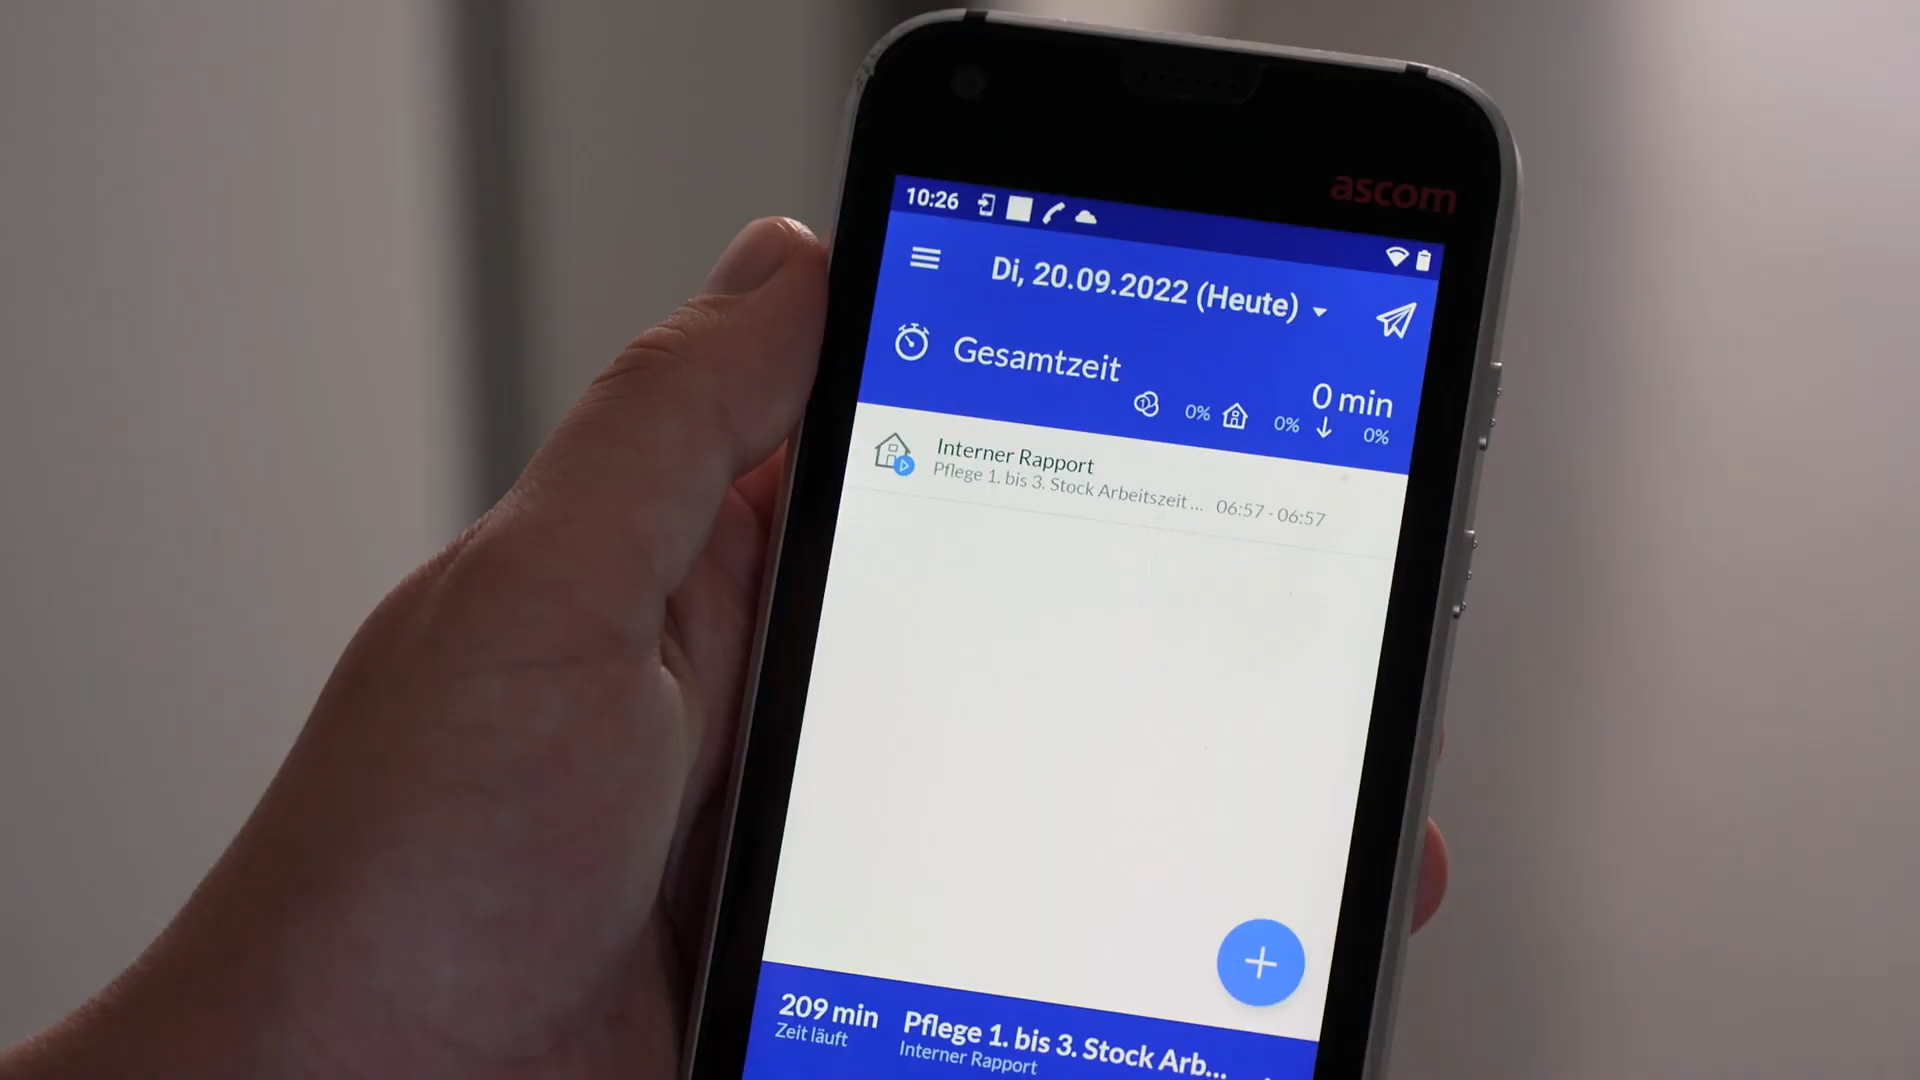 ascom
10:26
Di, 20.09.2022 (Heute)
Gesamtzeit
0 min
0% 0% 0%
Interner Rapport
Pflege 1. bis 3. Stock Arbeitszeit ... 06:57 - 06:57
209 min
Zeit läuft
Pflege 1. bis 3. Stock Arb...
Interner Rapport